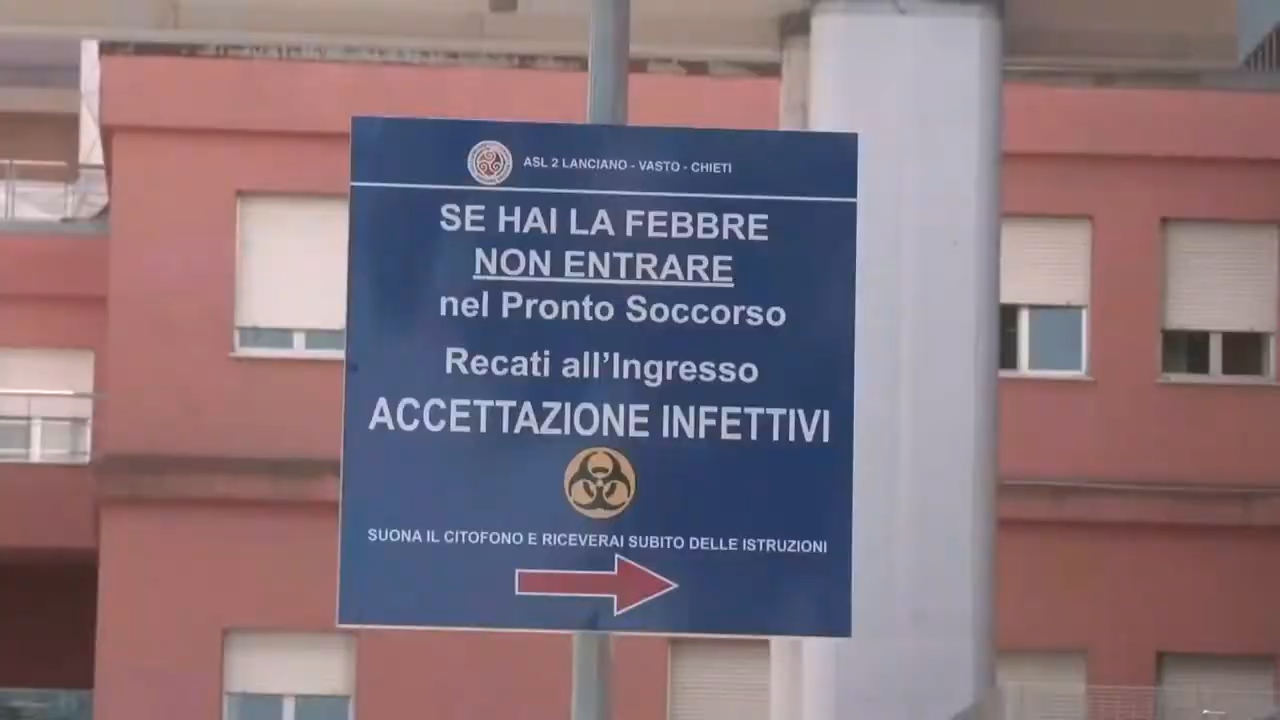 ASL 2 LANCIANO - VASTO - CHIETI
SE HAI LA FEBBRE
NON ENTRARE
nel Pronto Soccorso
Recati all'Ingresso
ACCETTAZIONE INFETTIVI
SUONA IL CITOFONO E RICEVERAI SUBITO DELLE ISTRUZIONI